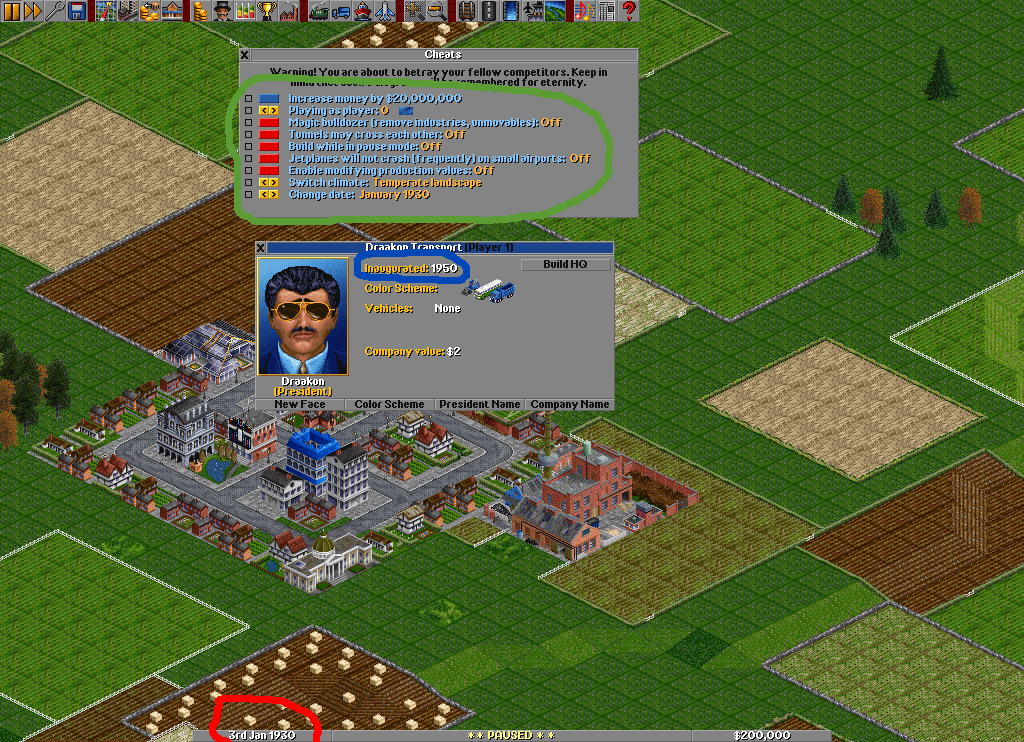 Cheats
Warning! You are about to betray your fellow competitors. Keep in
be remembered for eternity.
Increase money by $20,000,000
Playing as player: 0
Magic bulldozer (remove industries, unmovables): Off
Tunnels may cross each other: Off
Build while in pause mode: Off
Jetplanes will not crash (frequently) on small airports: Off
Enable modifying production values: Off
Switch climate: Temperate landscape
Change date: January 1930
Draakon Transport (Player 1)
Inaugurated: 1950
Build HQ
Color Scheme:
Vehicles: None
Company value: $2
Draakon
(President)
New Face Color Scheme President Name Company Name
3rd Jan 1930 * * PAUSED * * $200,000